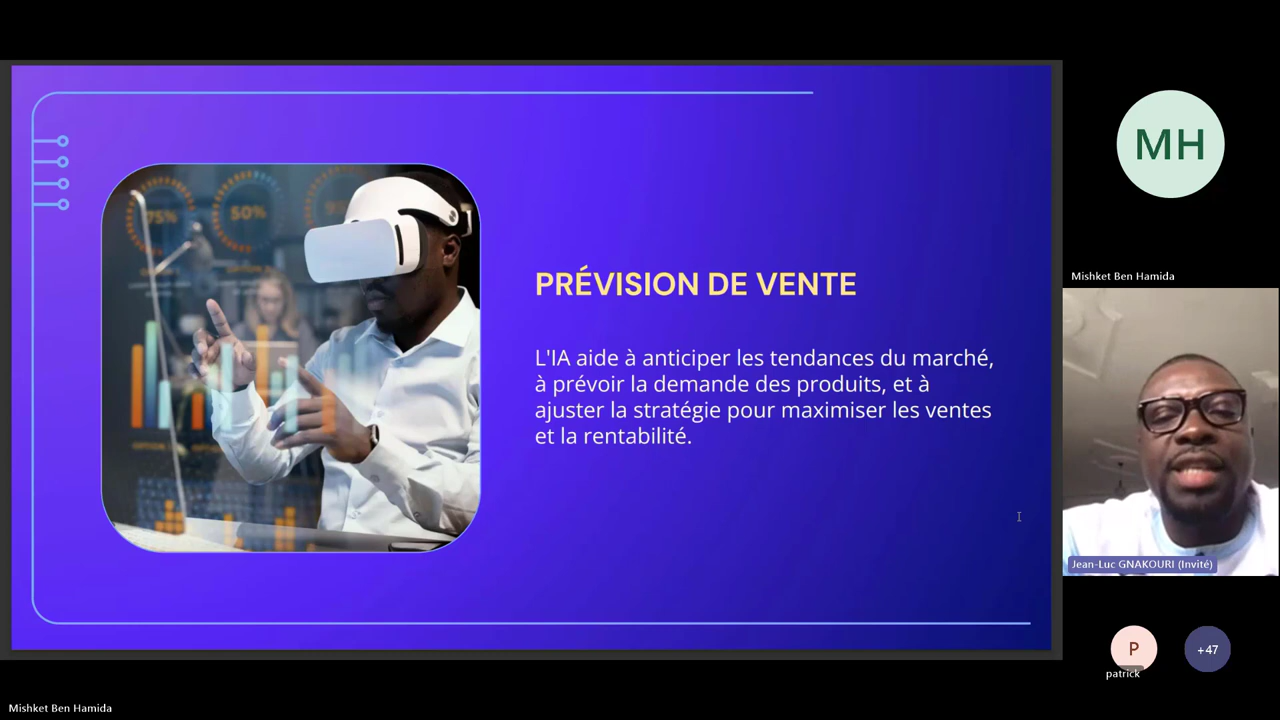 75%
50%
PRÉVISION DE VENTE
L'IA aide à anticiper les tendances du marché,
à prévoir la demande des produits, et à
ajuster la stratégie pour maximiser les ventes
et la rentabilité.
MH
Mishket Ben Hamida
Jean-Luc GNAKOURI (Invité)
P
+47
patrick
Mishket Ben Hamida